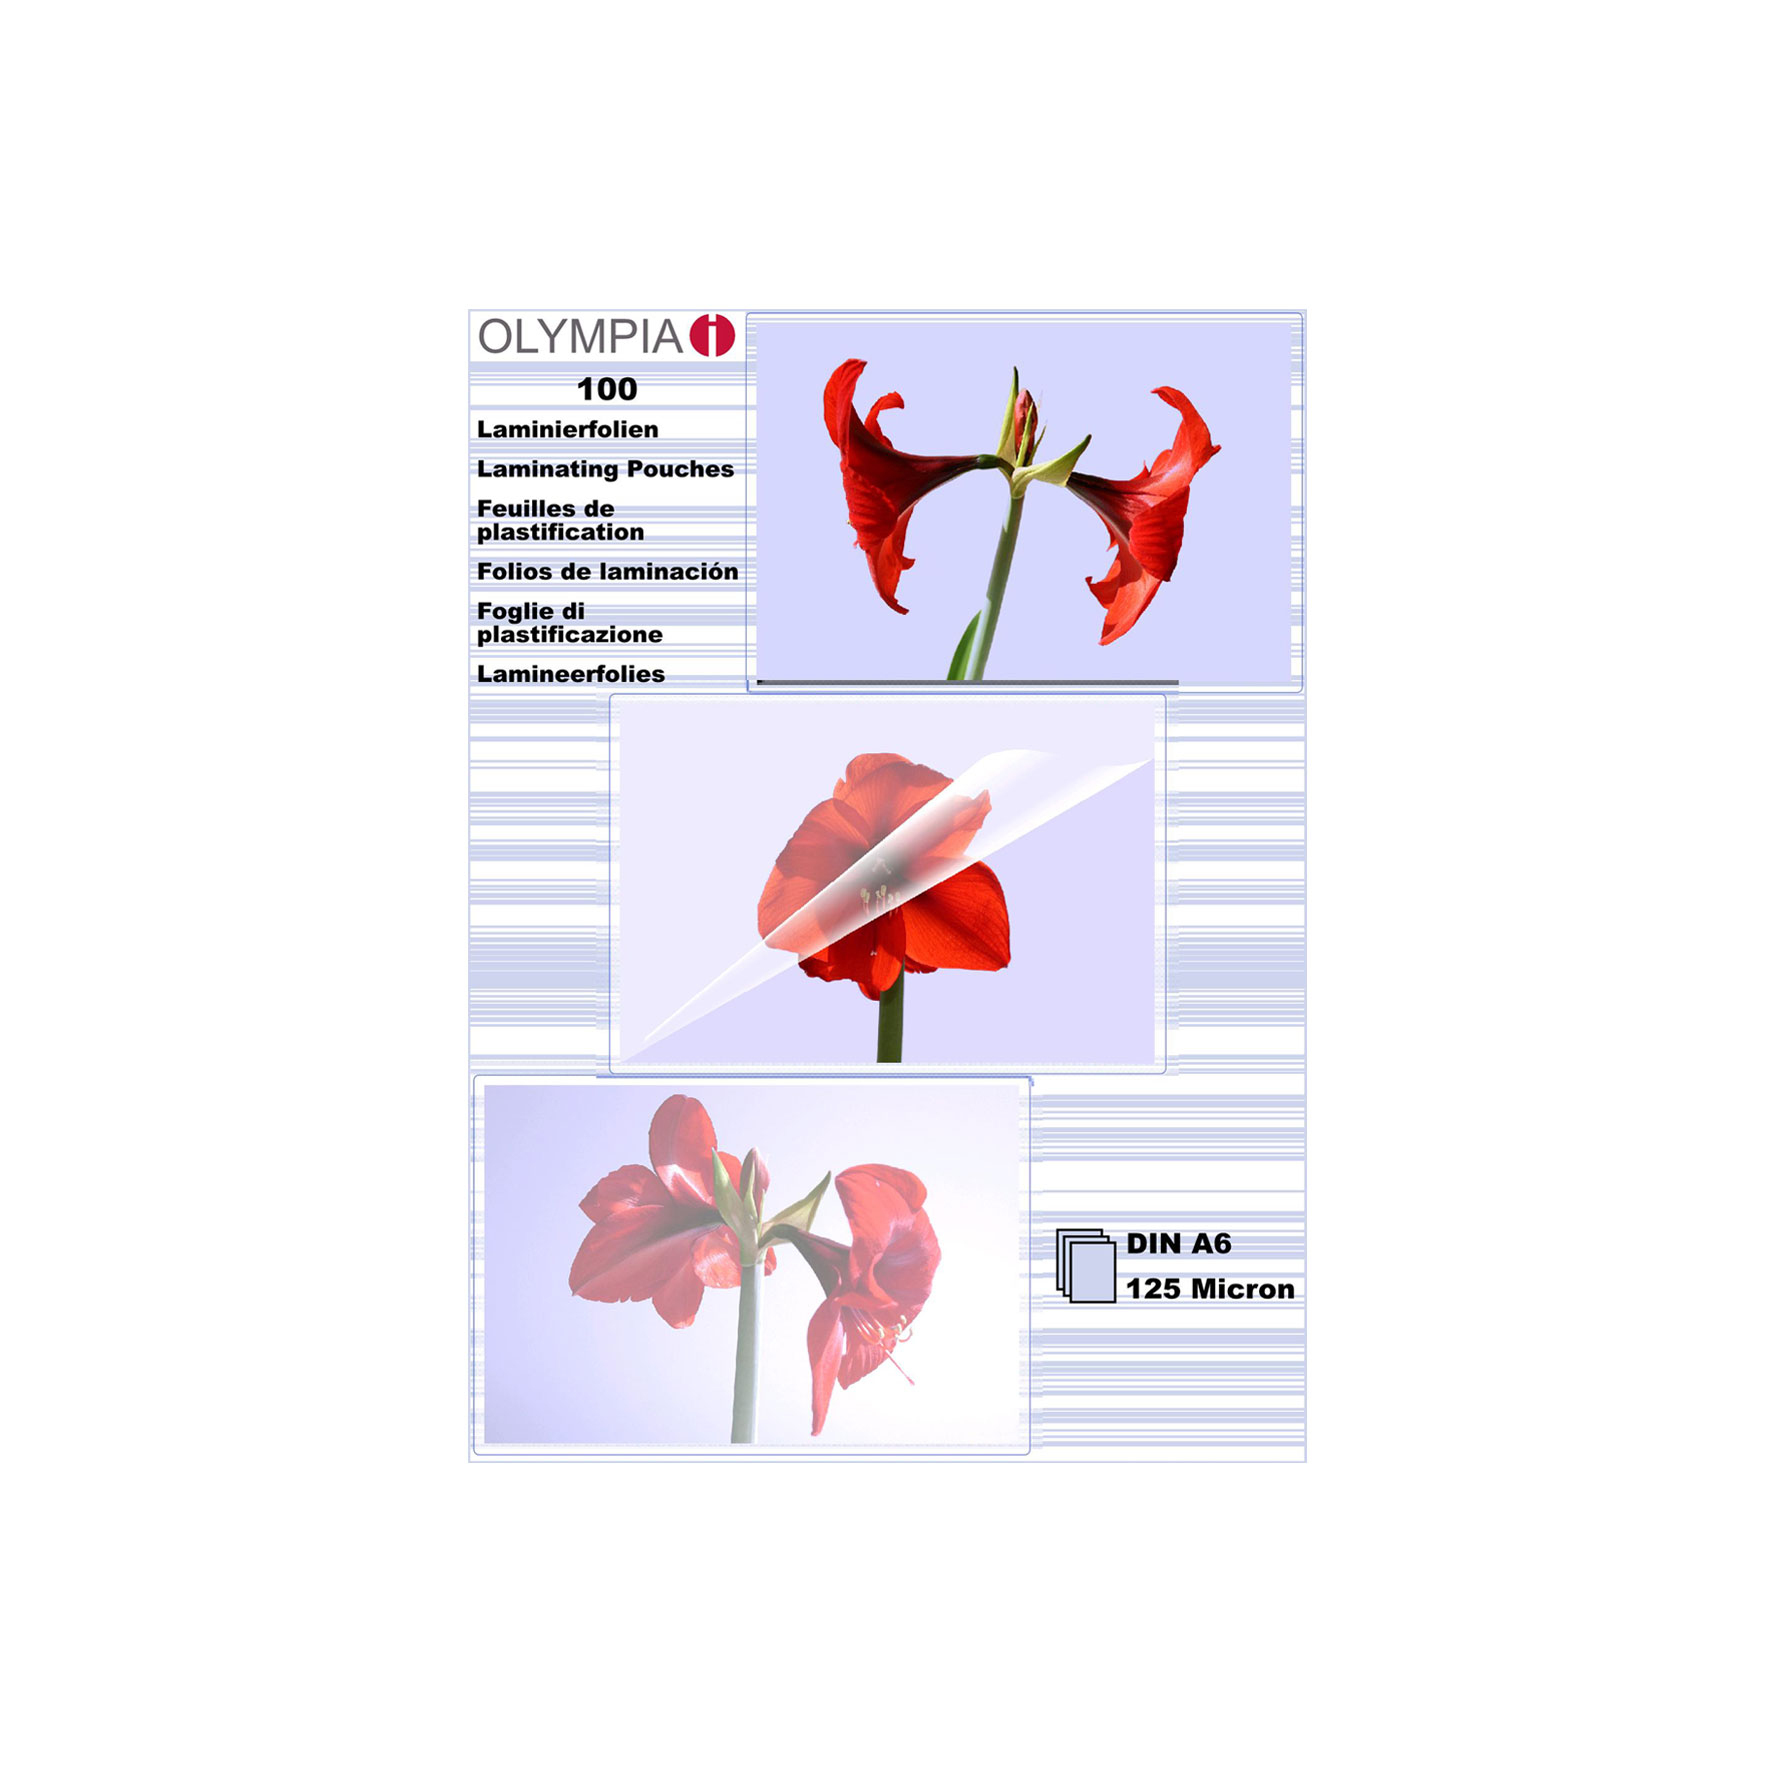 OLYMPIA
100
Laminierfolien
Laminating Pouches
Feuilles de
plastification
Folios de laminación
Foglie di
plastificazione
Lamineerfolies
DIN A6
125 Micron